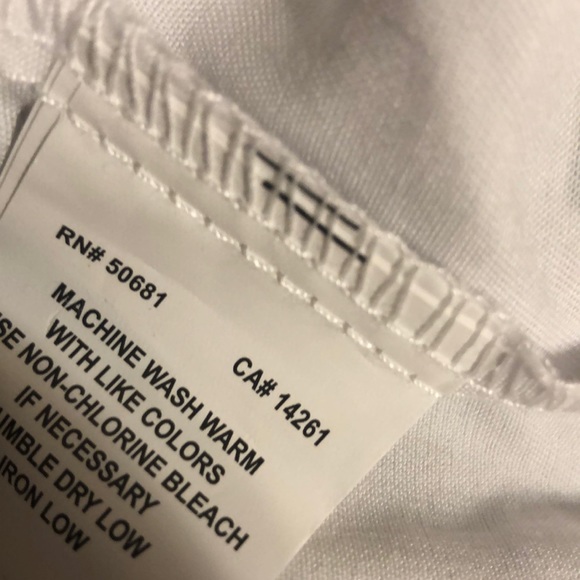 RN# 50681
CA# 14261
MACHINE WASH WARM
WITH LIKE COLORS
NON-CHLORINE BLEACH
IF NECESSARY
DRY LOW
IRON LOW